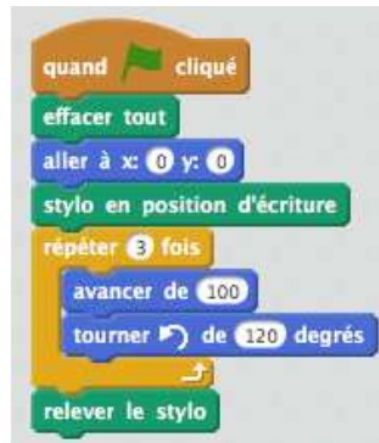 quand cliqué
effacer tout
aller à x: 0 y: 0
stylo en position d'écriture
répéter 3 fois
avancer de 100
tourner de 120 degrés
relever le stylo